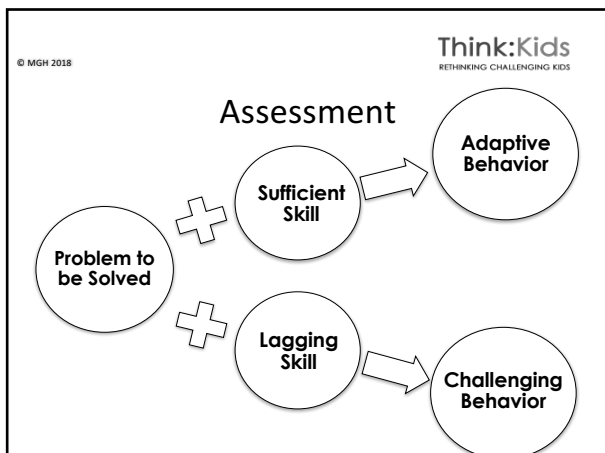 © MGH 2018
Think:Kids
RETHINKING CHALLENGING KIDS
Assessment
Problem to
be Solved
Sufficient
Skill
Adaptive
Behavior
Lagging
Skill
Challenging
Behavior